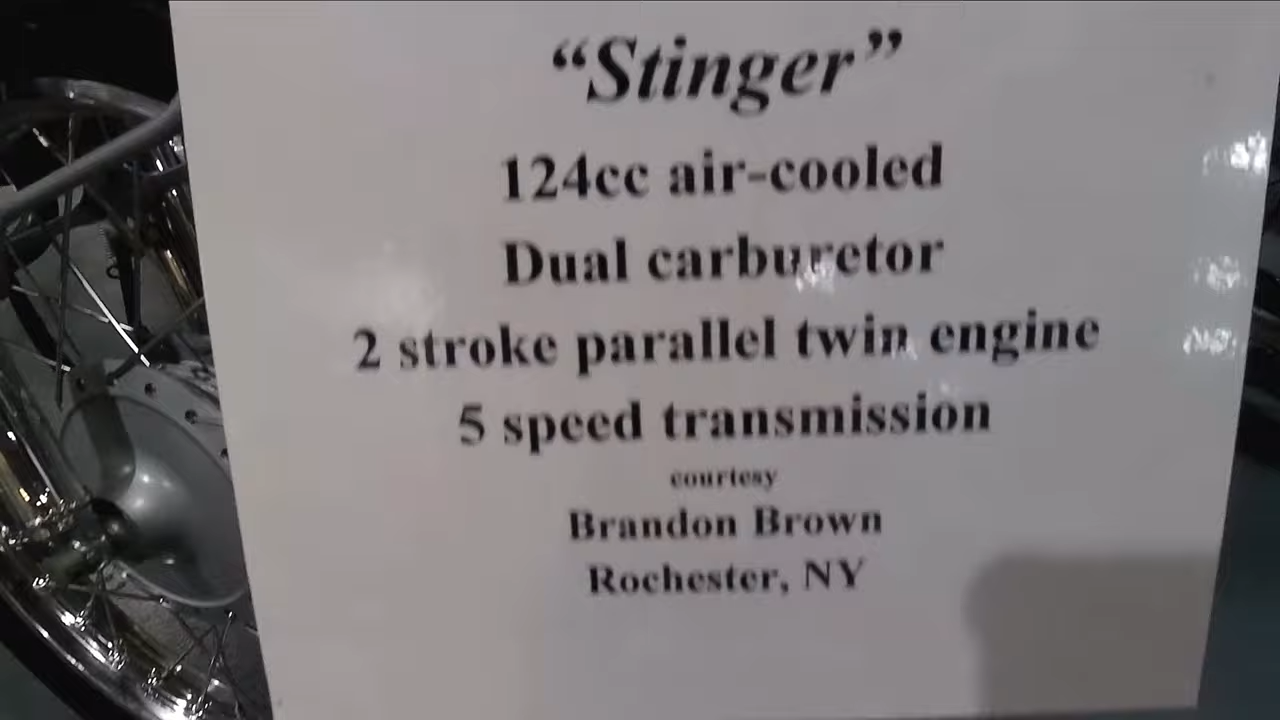 “Stinger”
124cc air-cooled
Dual carburetor
2 stroke parallel twin engine
5 speed transmission
courtesy
Brandon Brown
Rochester, NY